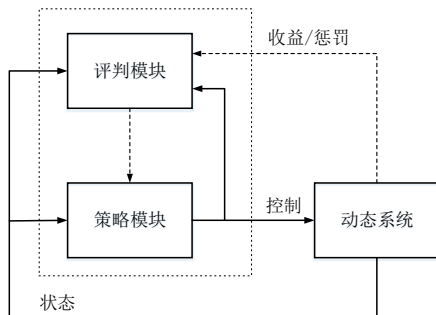 收益/惩罚
评判模块
控制
策略模块
动态系统
状态